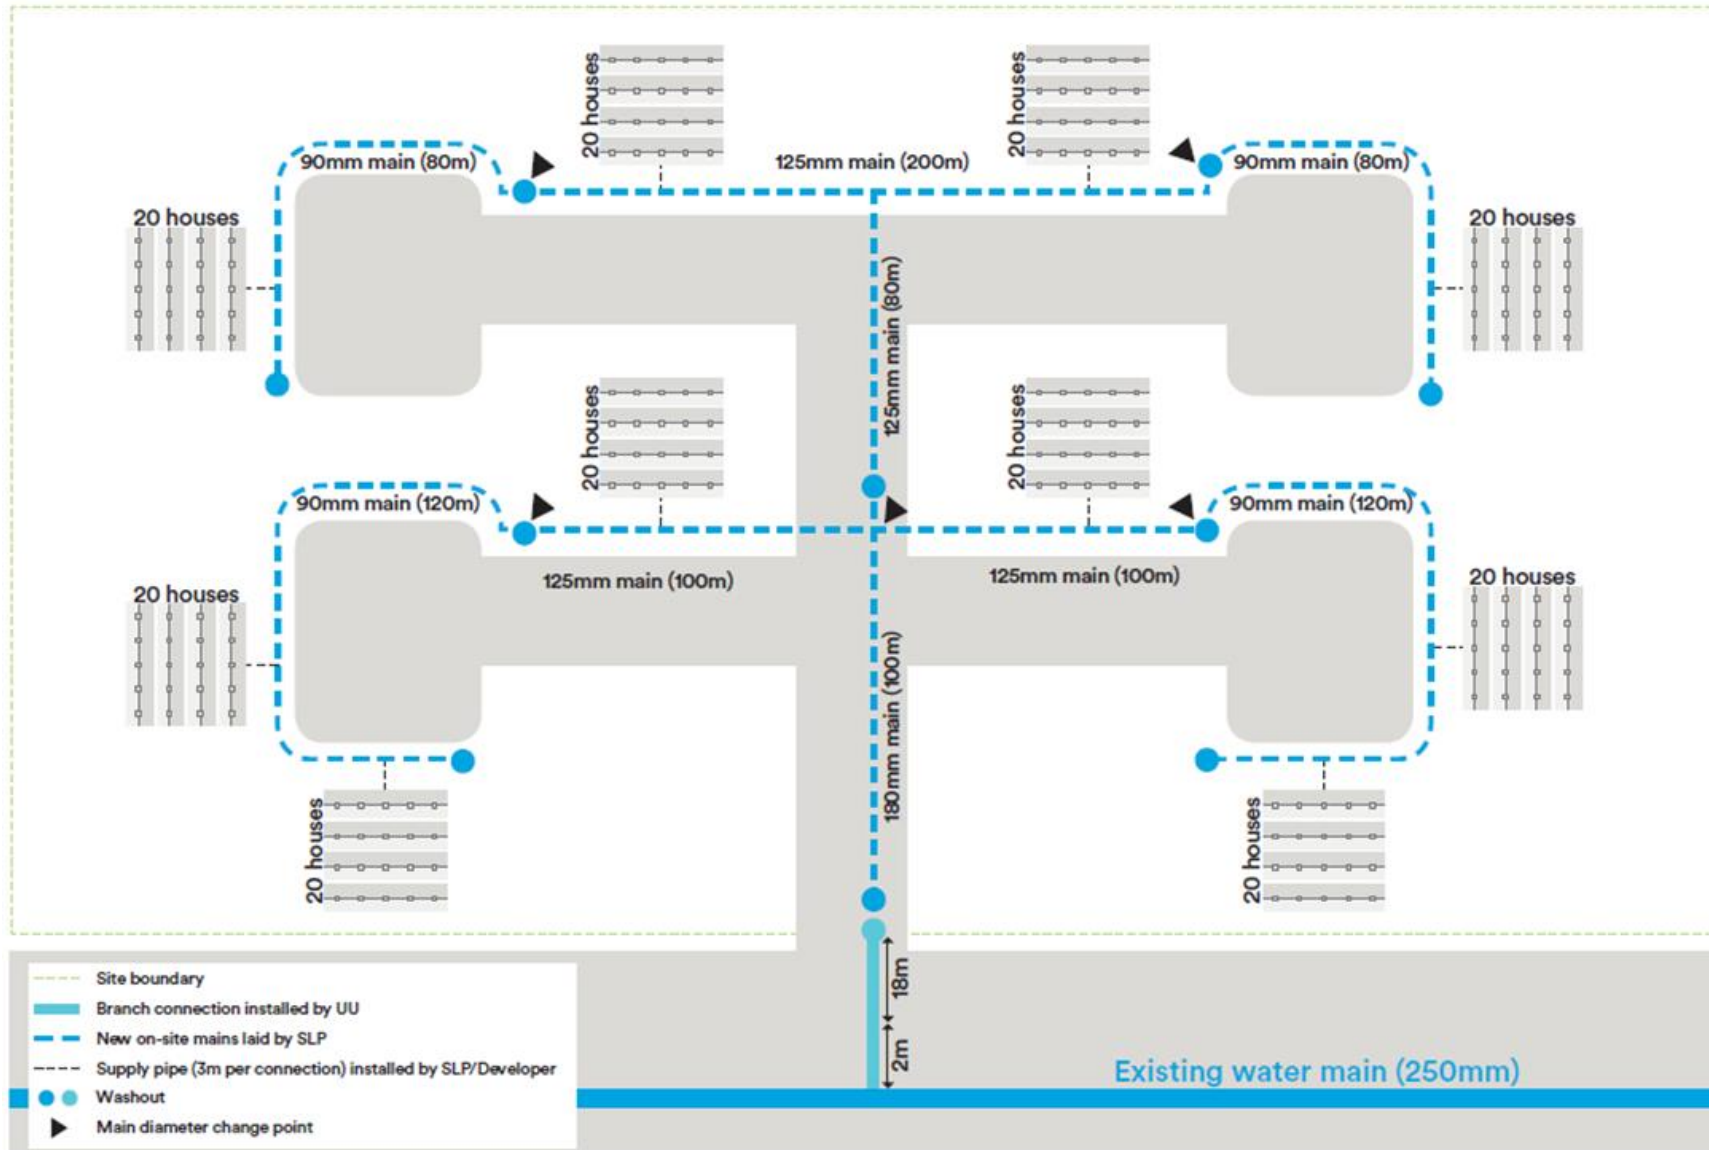 20 houses
20 houses
90mm main (80m)
125mm main (200m)
90mm main (80m)
20 houses
20 houses
125mm main (80m)
20 houses
20 houses
90mm main (120m)
90mm main (120m)
125mm main (100m)
125mm main (100m)
20 houses
20 houses
180mm main (100m)
20 houses
20 houses
18m
2m
Site boundary
Branch connection installed by UU
New on-site mains laid by SLP
Supply pipe (3m per connection) installed by SLP/Developer
Washout
Main diameter change point
Existing water main (250mm)